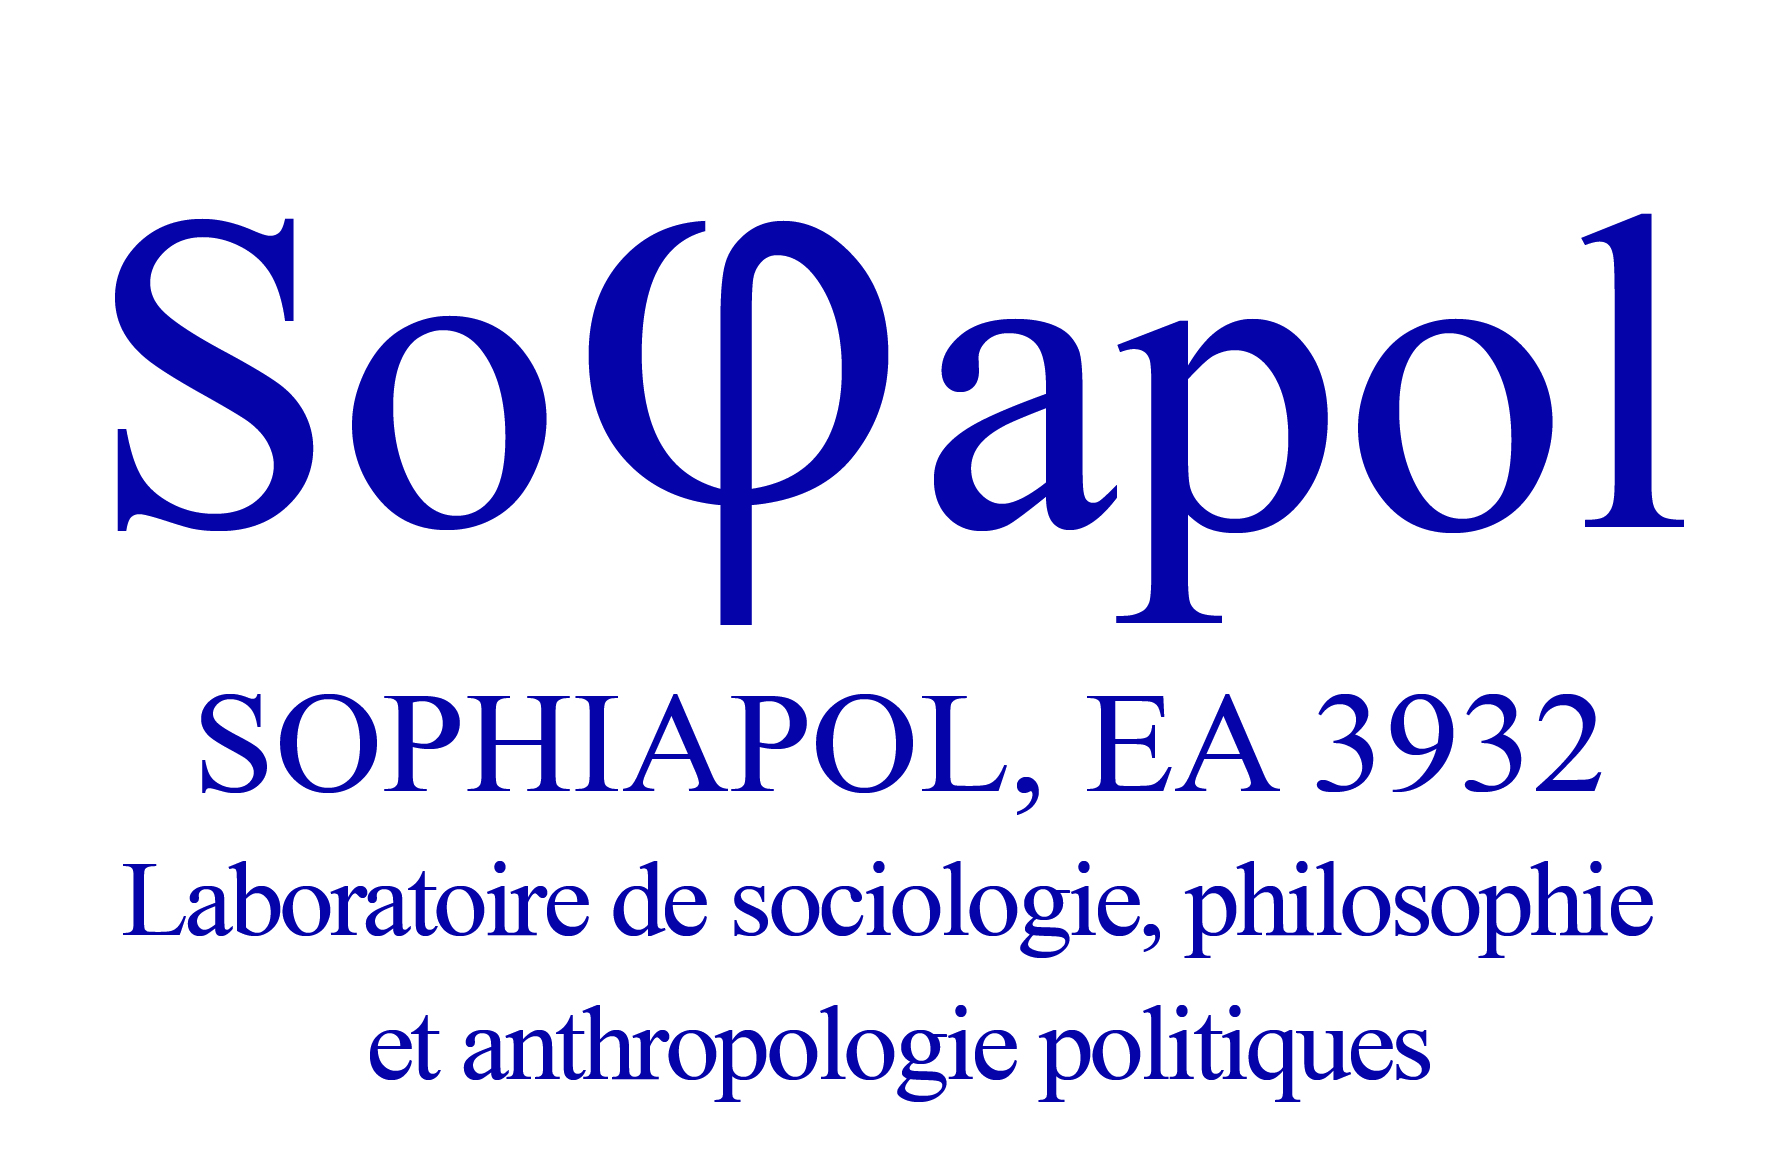 Soφapol
SOPHIAPOL, EA 3932
Laboratoire de sociologie, philosophie
et anthropologie politiques